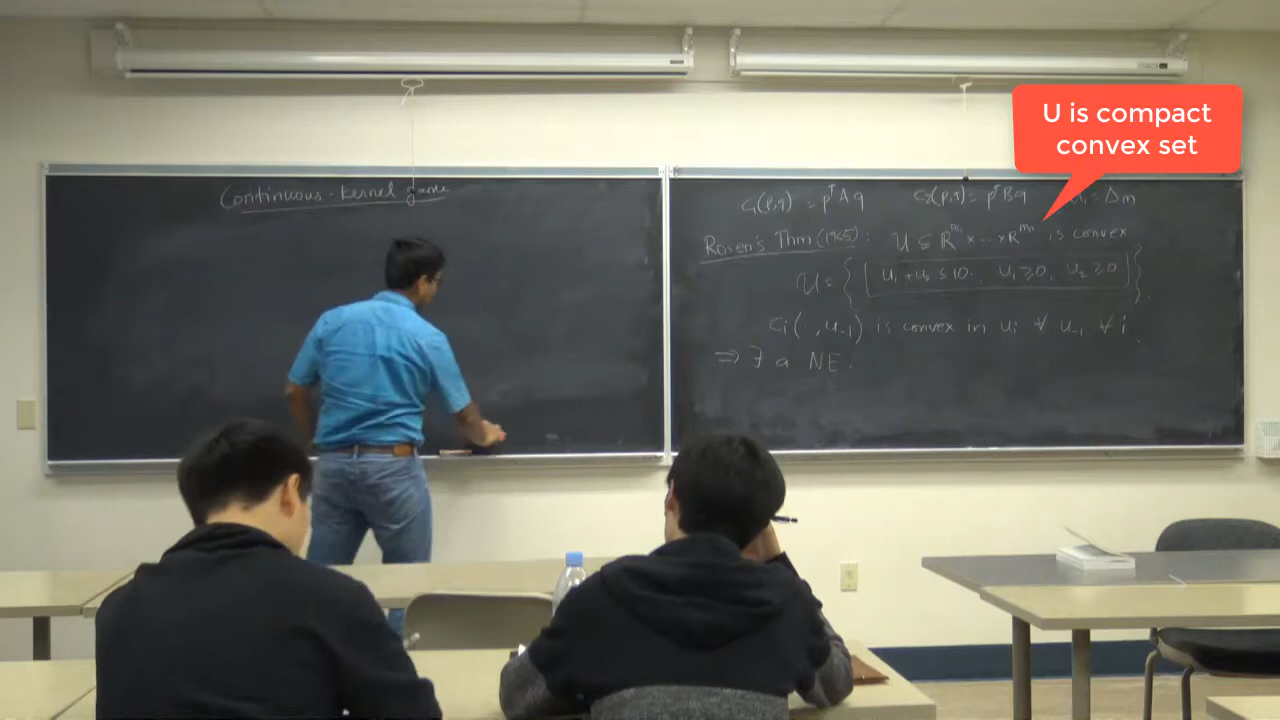 Continuous-Kernel game
U is compact
convex set
C₁(p,q) = pᵀAq C₂(p,q) = pᵀBq = Δm
Rosen's Thm (1965): U ⊆ ℝ^m₁ × ... × ℝ^mₙ is convex
U = { [ u₁ + u₂ ≤ 10. u₁ ≥ 0, u₂ ≥ 0 ] }.
Ci( , u-i) is convex in ui ∀ u-i ∀ i.
⇒ ∃ a NE.